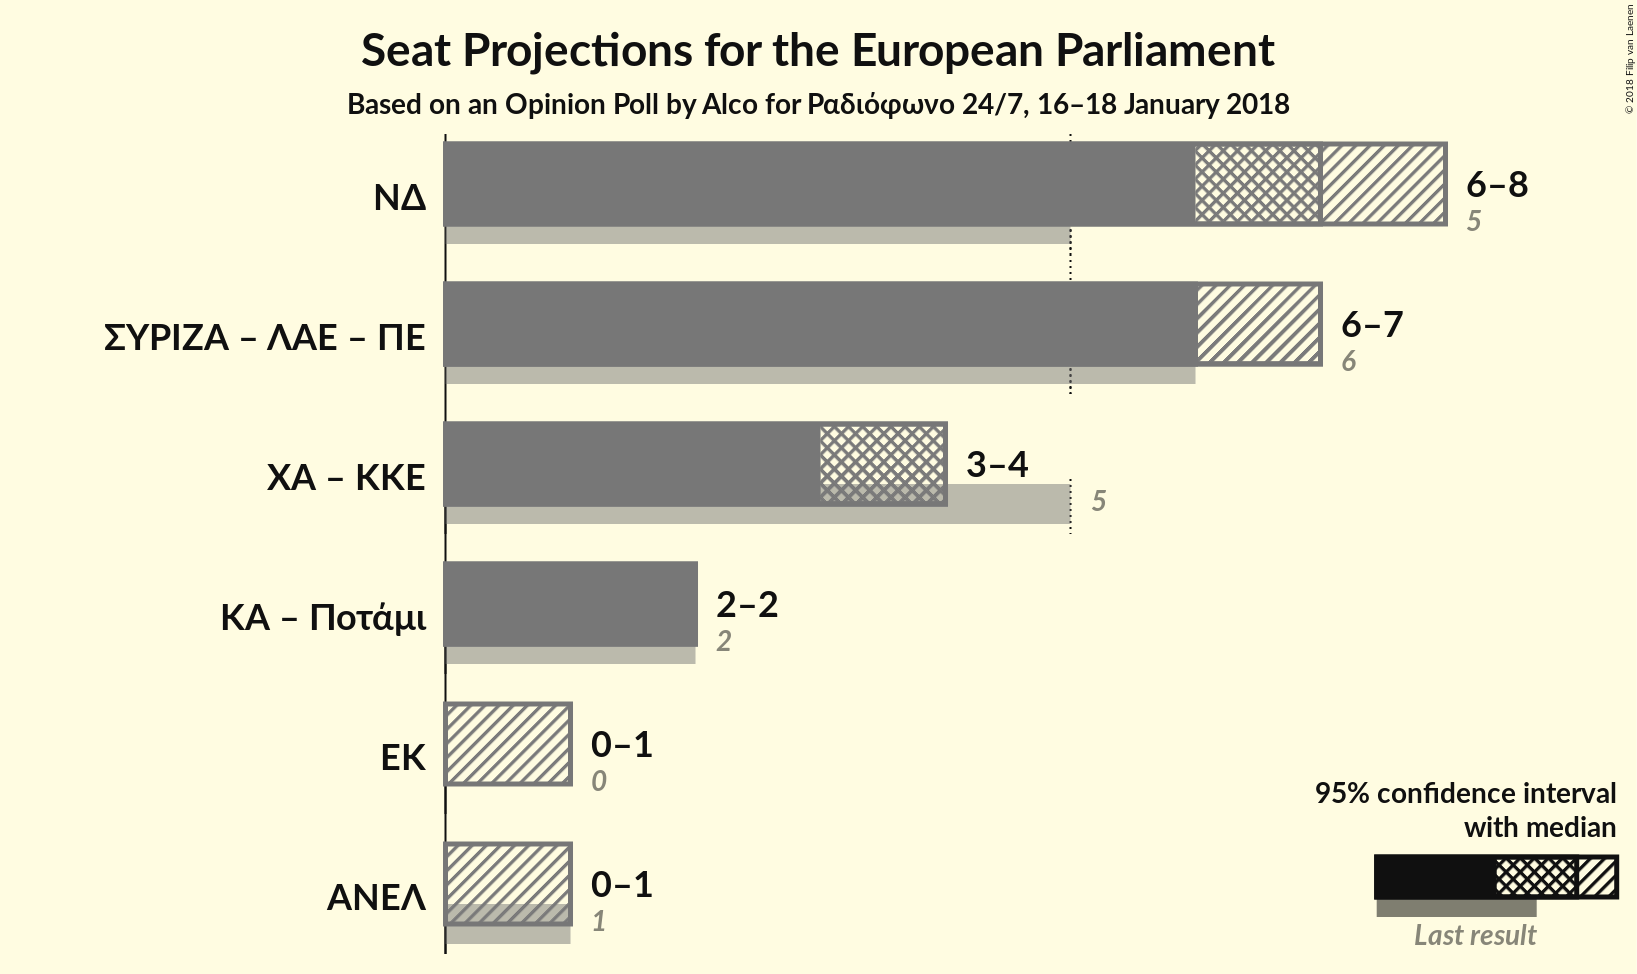 Seat Projections for the European Parliament
Based on an Opinion Poll by Alco for Ραδιόφωνο 24/7, 16–18 January 2018
© 2018 Filip van Laenen
ΝΔ
6–8
5
ΣΥΡΙΖΑ – ΛΑΕ – ΠΕ
6–7
6
ΧΑ – ΚΚΕ
3–4
5
ΚΑ – Ποτάμι
2–2
2
ΕΚ
0–1
0
ΑΝΕΛ
0–1
1
95% confidence interval
with median
Last result